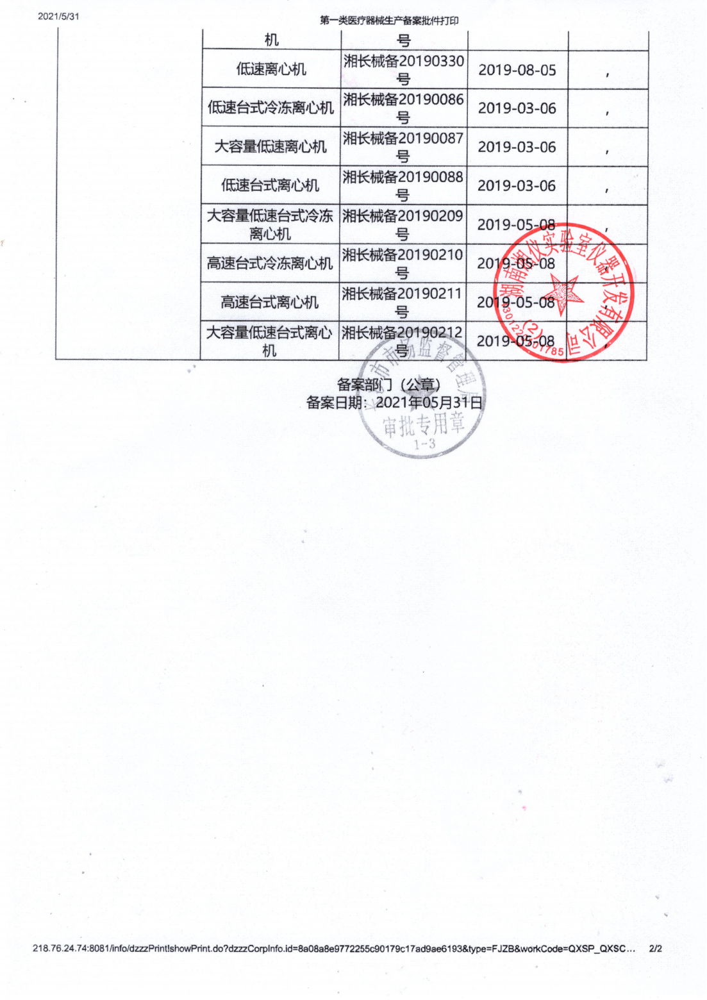 2021/5/31
第一类医疗器械生产备案批件打印
机
号
低速离心机
湘长械备20190330
号
2019-08-05
,
低速台式冷冻离心机
湘长械备20190086
号
2019-03-06
,
大容量低速离心机
湘长械备20190087
号
2019-03-06
,
低速台式离心机
湘长械备20190088
号
2019-03-06
,
大容量低速台式冷冻
离心机
湘长械备20190209
号
2019-05-08
,
高速台式冷冻离心机
湘长械备20190210
号
2019-05-08
,
高速台式离心机
湘长械备20190211
号
2019-05-08
,
大容量低速台式离心
机
湘长械备20190212
号
2019-05-08
,
湖南湘仪实验室仪器开发有限公司
(2)
备案部门（公章）
备案日期：2021年05月31日
市市场监督管理局
审批专用章
1-3
218.76.24.74:8081/info/dzzzPrint!showPrint.do?dzzzCorpInfo.id=8a08a8e9772255c90179c17ad9ae6193&type=FJZB&workCode=QXSP_QXSC...
2/2